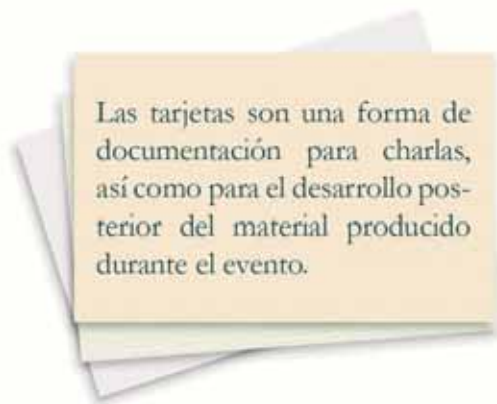 Las tarjetas son una forma de
documentación para charlas,
así como para el desarrollo pos-
terior del material producido
durante el evento.